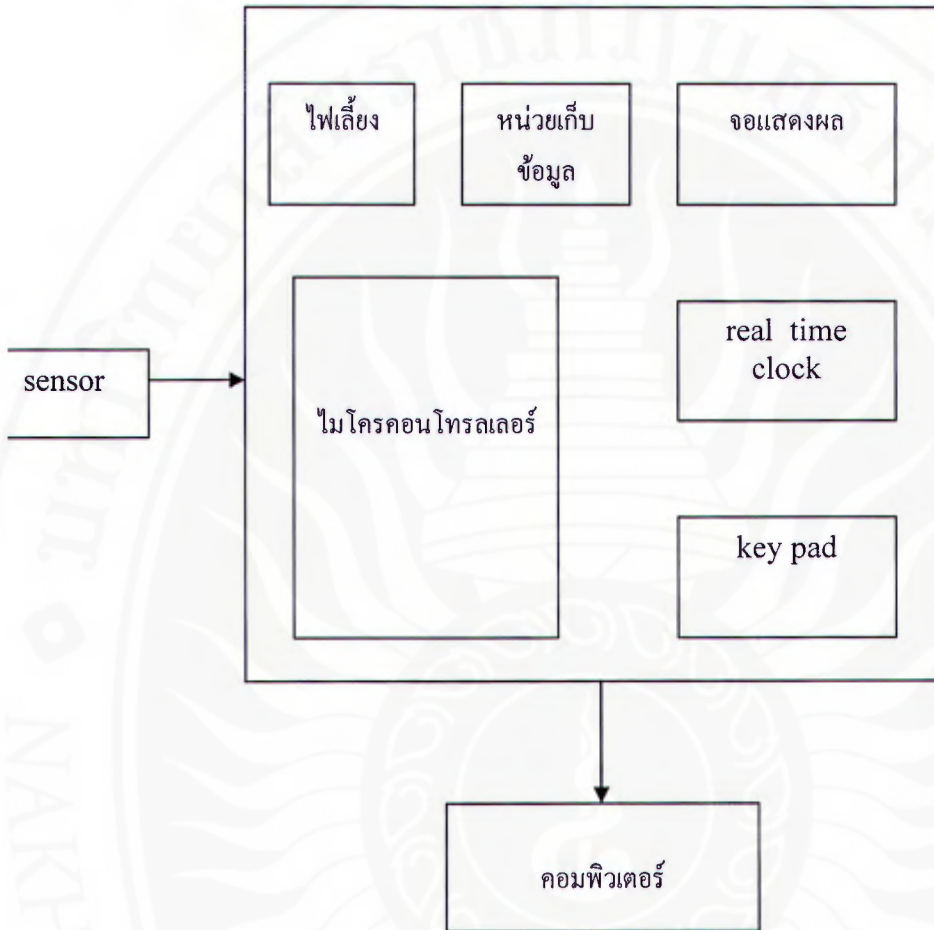 ไฟเลี้ยง
หน่วยเก็บ
ข้อมูล
จอแสดงผล
sensor
ไมโครคอนโทรลเลอร์
real time
clock
key pad
คอมพิวเตอร์